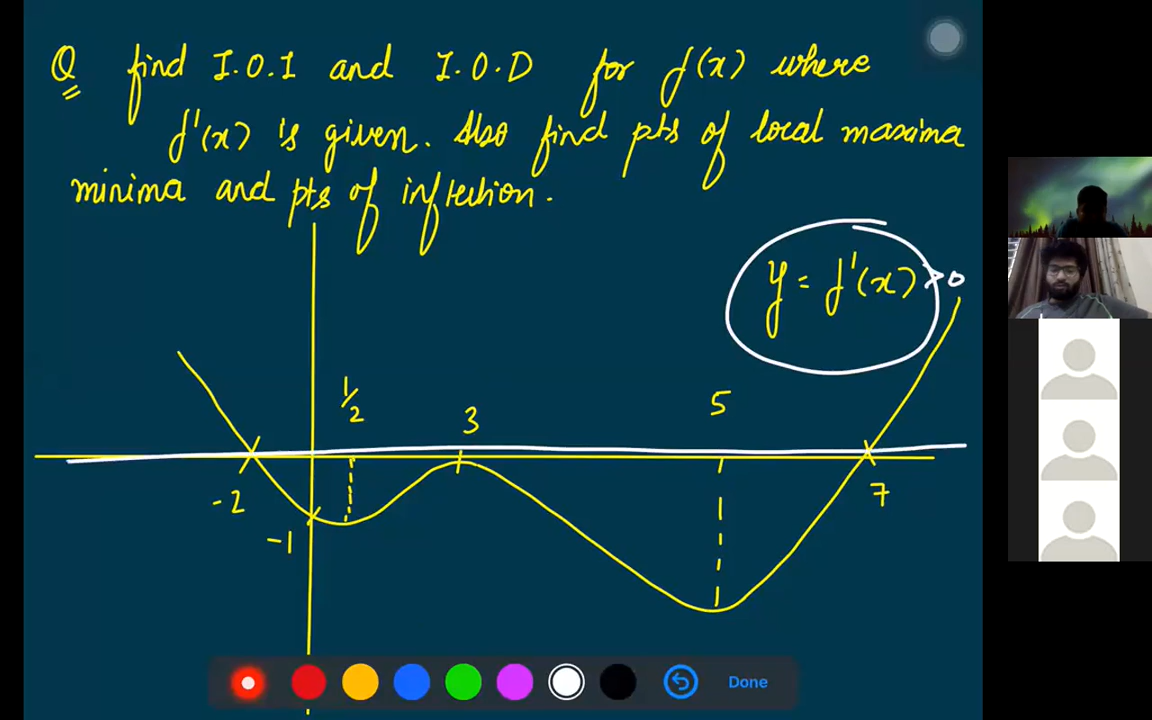 Q find I.O.I and I.O.D for f(x) where
f'(x) is given. Also find pts of local maxima
minima and pts of inflection.
y = f'(x) >0
1/2
3
5
-2
7
-1
Done